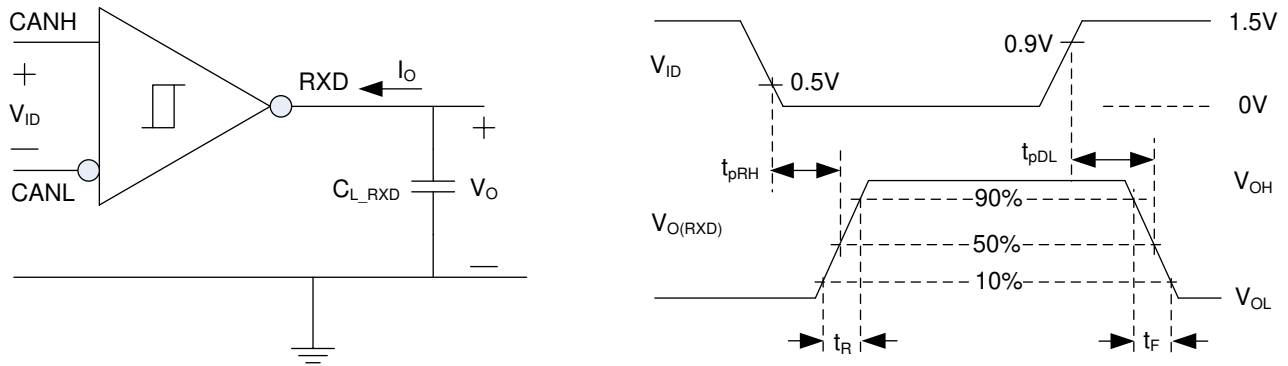 CANH
+
V_ID
—
CANL
RXD
I_O
+
C_L_RXD
V_O
—
V_ID
0.5V
0.9V
1.5V
0V
t_pRH
t_pDL
V_O(RXD)
90%
50%
10%
V_OH
V_OL
t_R
t_F